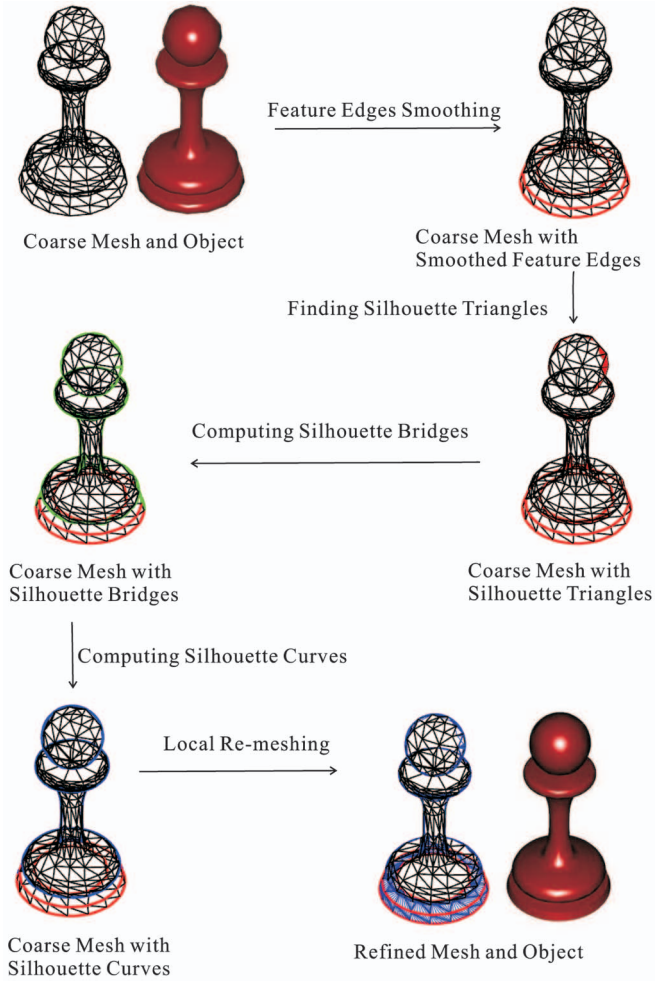 Feature Edges Smoothing
Coarse Mesh and Object
Coarse Mesh with
Smoothed Feature Edges
Finding Silhouette Triangles
Computing Silhouette Bridges
Coarse Mesh with
Silhouette Bridges
Coarse Mesh with
Silhouette Triangles
Computing Silhouette Curves
Local Re-meshing
Coarse Mesh with
Silhouette Curves
Refined Mesh and Object